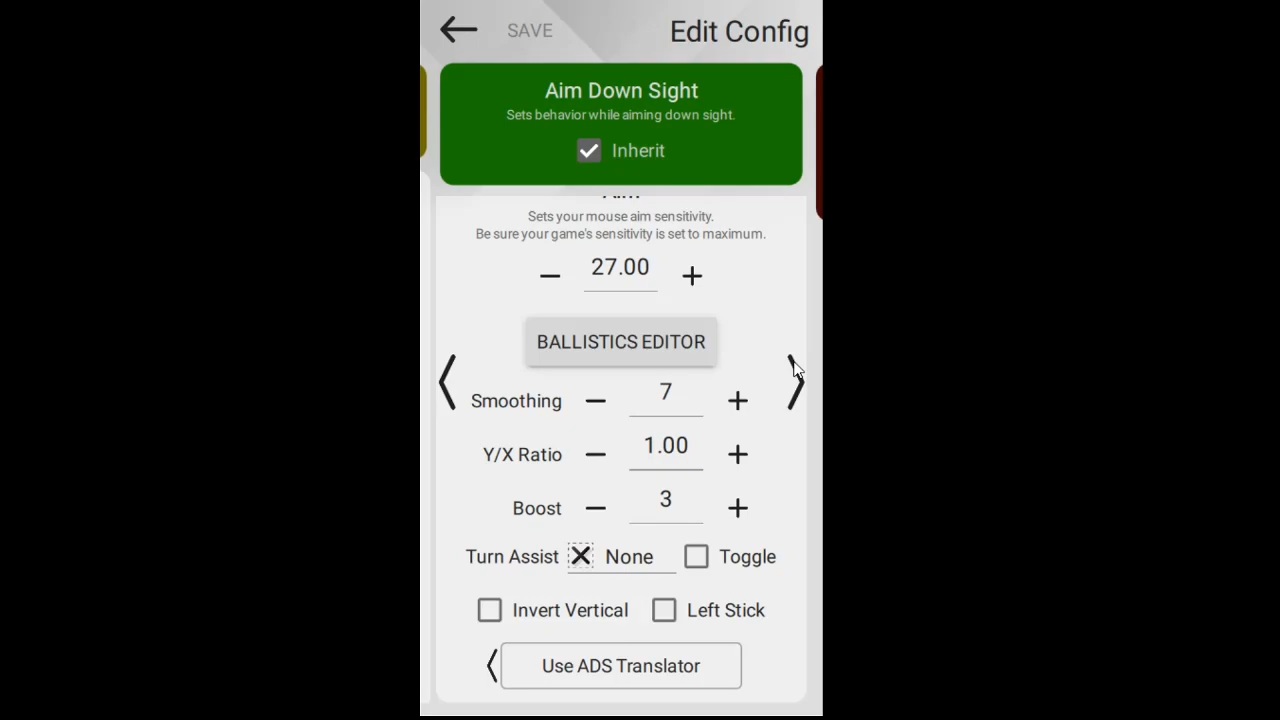 SAVE
Edit Config
Aim Down Sight
Sets behavior while aiming down sight.
Inherit
Sets your mouse aim sensitivity.
Be sure your game's sensitivity is set to maximum.
27.00
BALLISTICS EDITOR
Smoothing 7
Y/X Ratio 1.00
Boost 3
Turn Assist None Toggle
Invert Vertical Left Stick
Use ADS Translator